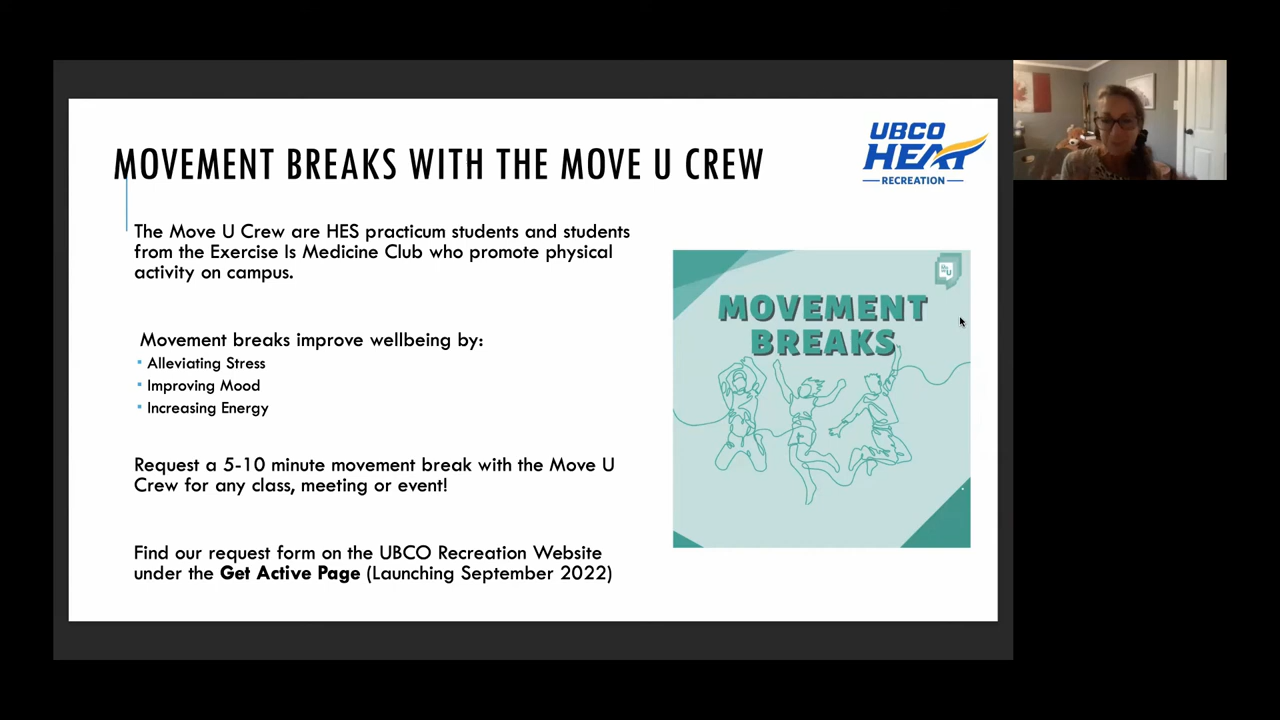 MOVEMENT BREAKS WITH THE MOVE U CREW
UBCO
HEAT
RECREATION
The Move U Crew are HES practicum students and students
from the Exercise Is Medicine Club who promote physical
activity on campus.
Movement breaks improve wellbeing by:
Alleviating Stress
Improving Mood
Increasing Energy
Request a 5-10 minute movement break with the Move U
Crew for any class, meeting or event!
Find our request form on the UBCO Recreation Website
under the Get Active Page (Launching September 2022)
MOVEMENT
BREAKS